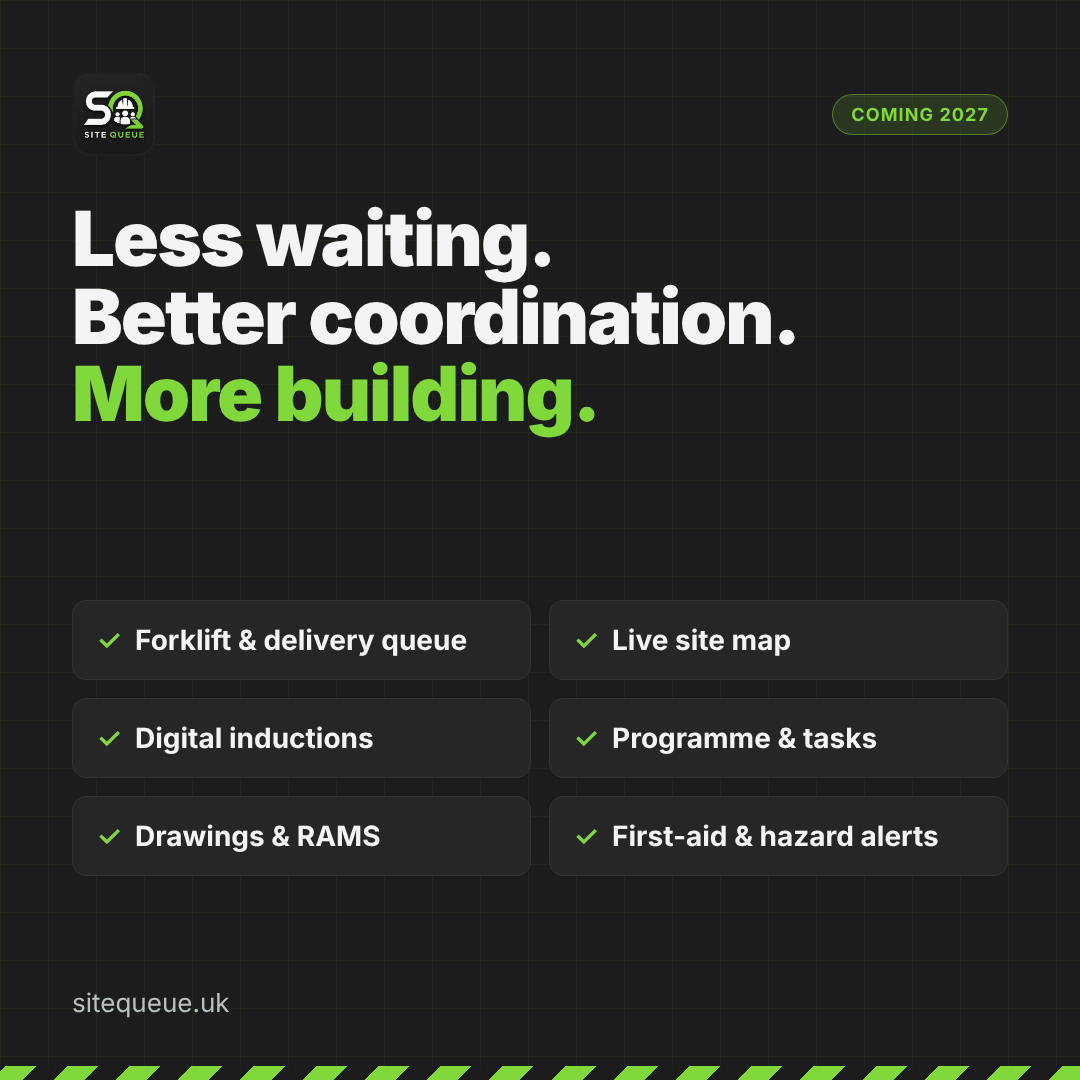 SQ
SITE QUEUE
COMING 2027
Less waiting.
Better coordination.
More building.
Forklift & delivery queue
Live site map
Digital inductions
Programme & tasks
Drawings & RAMS
First-aid & hazard alerts
sitequeue.uk